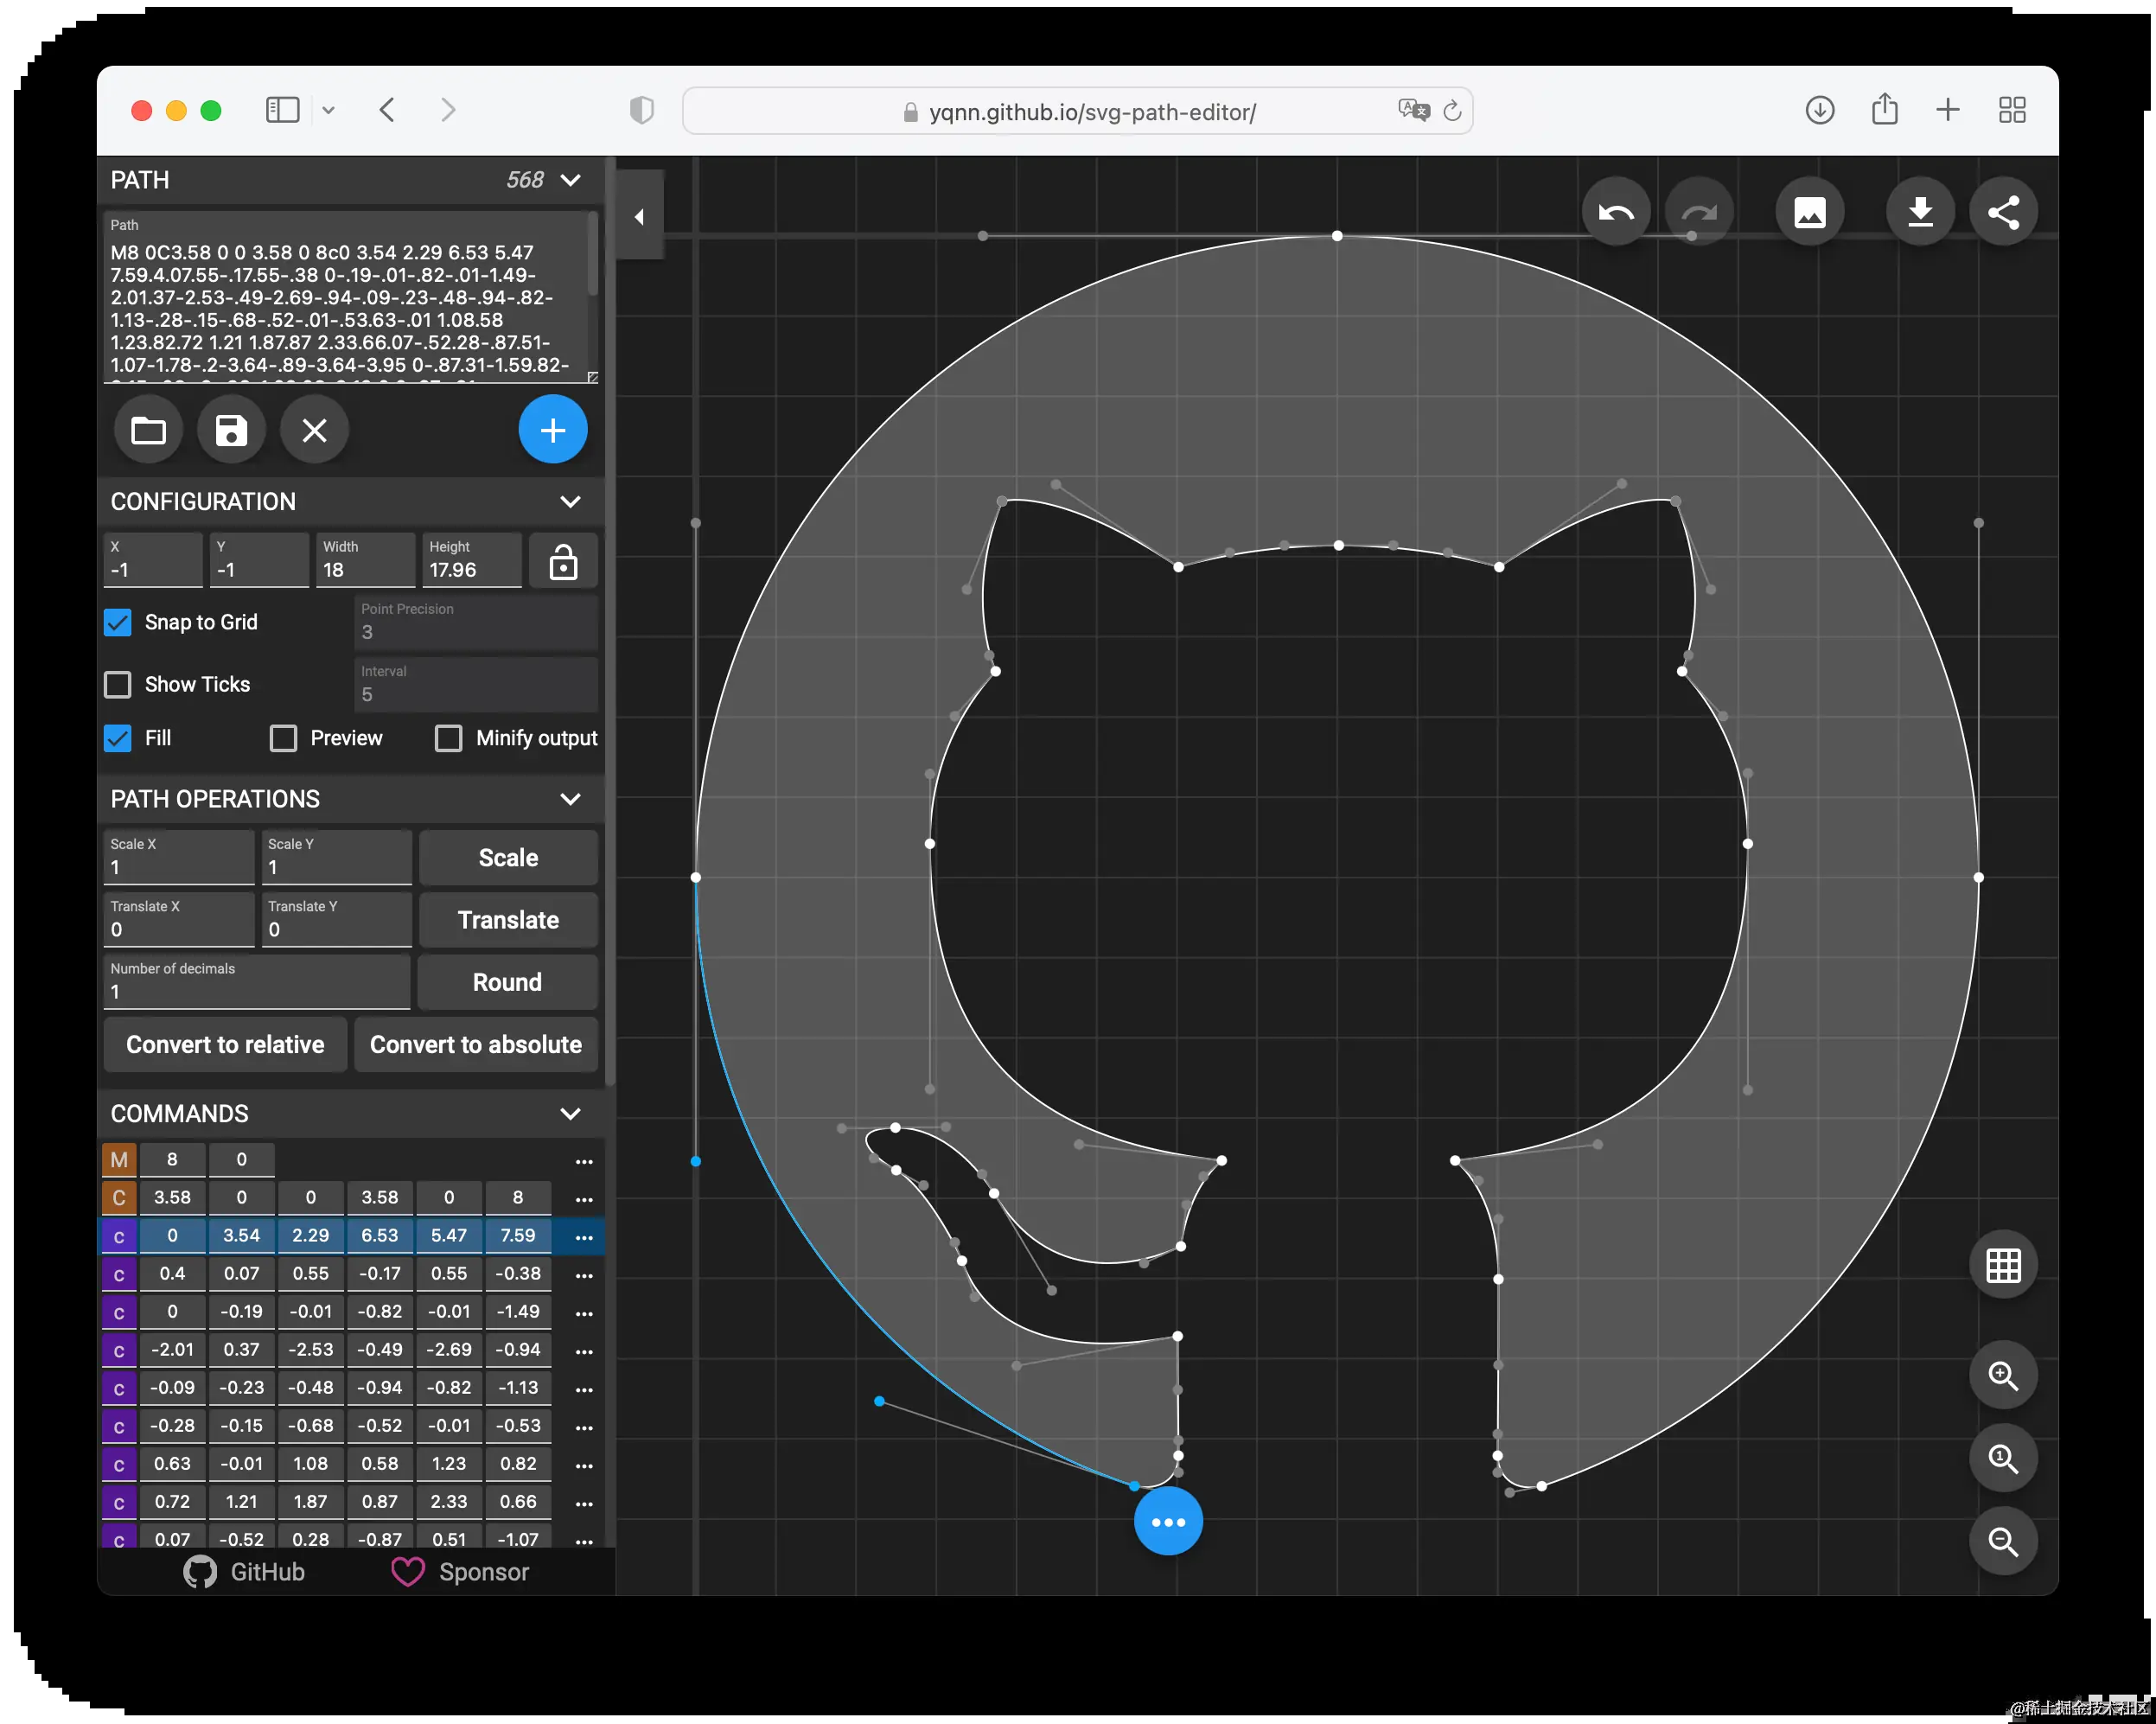 yqnn.github.io/svg-path-editor/
PATH 568
Path
M8 0C3.58 0 0 3.58 0 8c0 3.54 2.29 6.53 5.47
7.59.4.07.55-.17.55-.38 0-.19-.01-.82-.01-1.49-
2.01.37-2.53-.49-2.69-.94-.09-.23-.48-.94-.82-
1.13-.28-.15-.68-.52-.01-.53.63-.01 1.08.58
1.23.82.72 1.21 1.87.87 2.33.66.07-.52.28-.87.51-
1.07-1.78-.2-3.64-.89-3.64-3.95 0-.87.31-1.59.82-
CONFIGURATION
X Y Width Height
-1 -1 18 17.96
Snap to Grid
Point Precision
3
Show Ticks
Interval
5
Fill Preview Minify output
PATH OPERATIONS
Scale X Scale Y
1 1 Scale
Translate X Translate Y
0 0 Translate
Number of decimals
1 Round
Convert to relative Convert to absolute
COMMANDS
M 8 0
C 3.58 0 0 3.58 0 8
c 0 3.54 2.29 6.53 5.47 7.59
c 0.4 0.07 0.55 -0.17 0.55 -0.38
c 0 -0.19 -0.01 -0.82 -0.01 -1.49
c -2.01 0.37 -2.53 -0.49 -2.69 -0.94
c -0.09 -0.23 -0.48 -0.94 -0.82 -1.13
c -0.28 -0.15 -0.68 -0.52 -0.01 -0.53
c 0.63 -0.01 1.08 0.58 1.23 0.82
c 0.72 1.21 1.87 0.87 2.33 0.66
c 0.07 -0.52 0.28 -0.87 0.51 -1.07
GitHub Sponsor
@稀土掘金技术社区